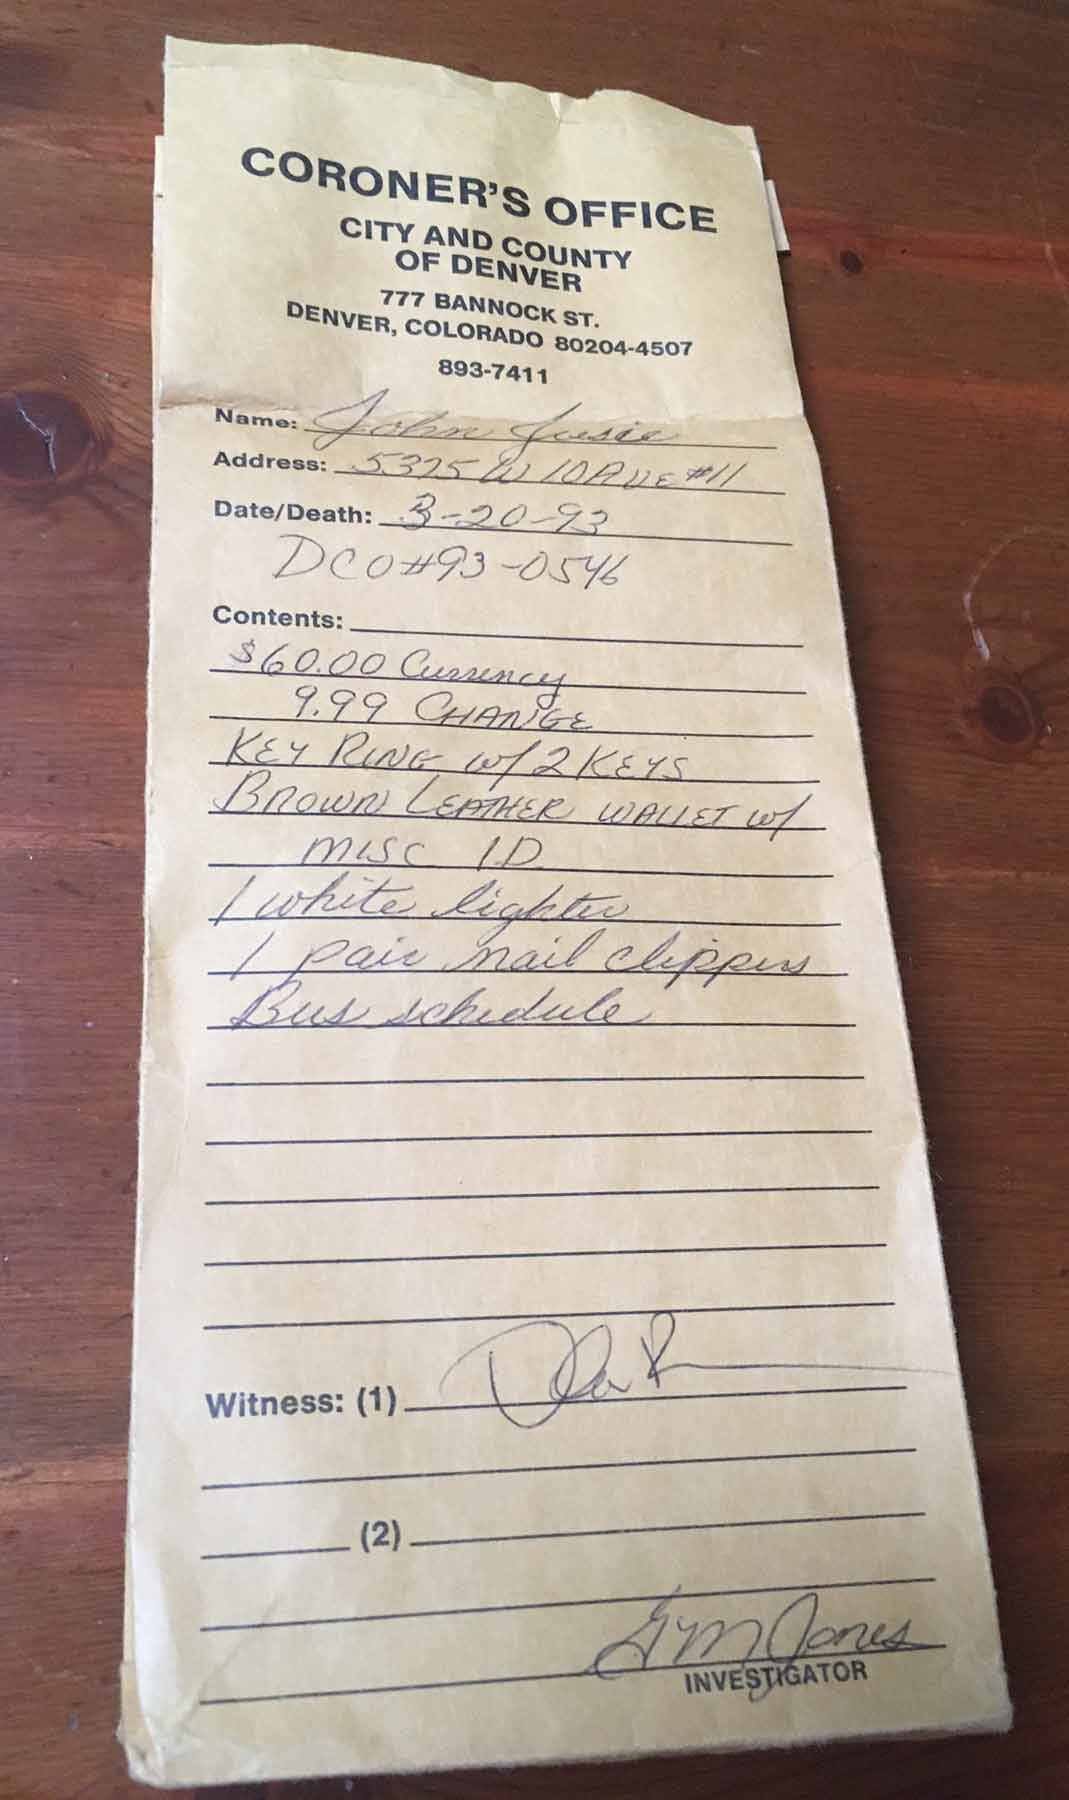 CORONER'S OFFICE
CITY AND COUNTY
OF DENVER
777 BANNOCK ST.
DENVER, COLORADO 80204-4507
893-7411
Name: John
Address: 5375 W 10 AVE #11
Date/Death: 3-20-93
DCO#93-0546
Contents:
$60.00 Currency
9.99 CHANGE
KEY RING w/ 2 KEYS
BROWN LEATHER WALLET w/
MISC ID
1 white lighter
1 pair nail clippers
Bus schedule
Witness: (1)
(2)
GM Jones
INVESTIGATOR